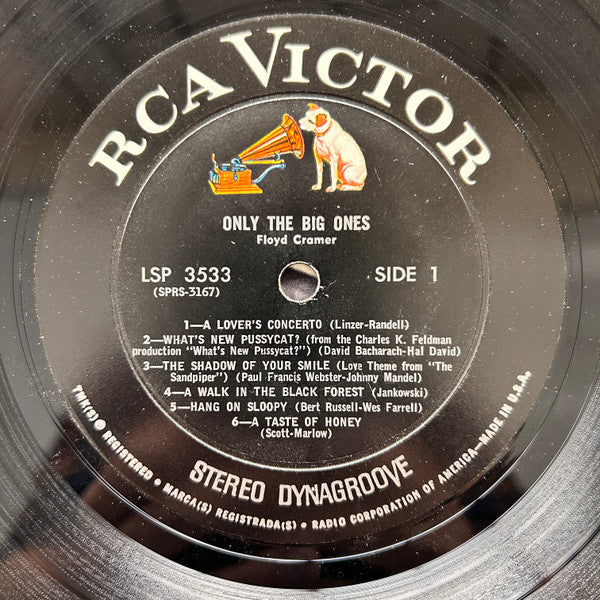 RCA VICTOR
ONLY THE BIG ONES
Floyd Cramer
LSP 3533
(SPRS-3167)
SIDE 1
1—A LOVER'S CONCERTO (Linzer-Randell)
2—WHAT'S NEW PUSSYCAT? (from the Charles K. Feldman
production "What's New Pussycat?") (David Bacharach-Hal David)
3—THE SHADOW OF YOUR SMILE (Love Theme from "The
Sandpiper") (Paul Francis Webster-Johnny Mandel)
4—A WALK IN THE BLACK FOREST (Jankowski)
5—HANG ON SLOOPY (Bert Russell-Wes Farrell)
6—A TASTE OF HONEY
(Scott-Marlow)
STEREO DYNAGROOVE
TMK(S) ® REGISTERED • MARCA(S) REGISTRADA(S) • RADIO CORPORATION OF AMERICA—MADE IN U.S.A.